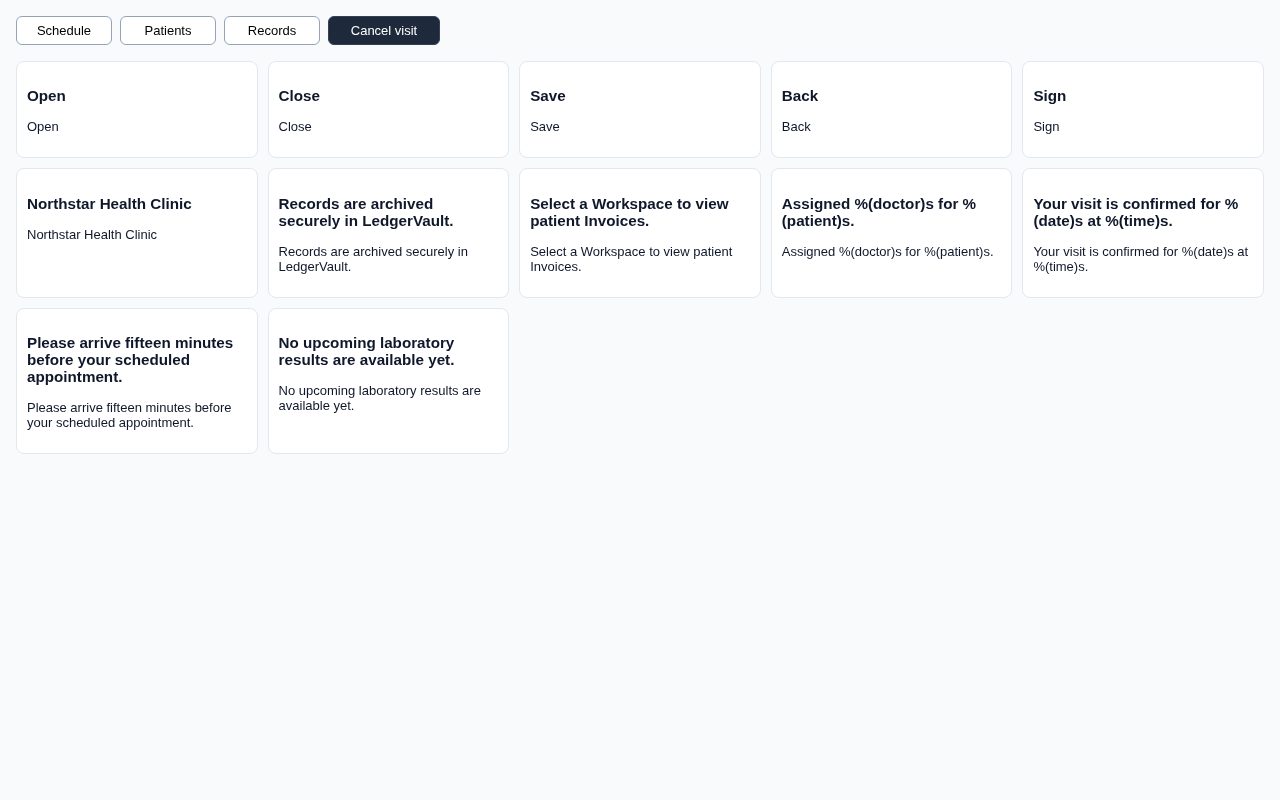 Schedule
Patients
Records
Cancel visit
Open
Open
Close
Close
Save
Save
Back
Back
Sign
Sign
Northstar Health Clinic
Northstar Health Clinic
Records are archived
securely in LedgerVault.
Records are archived securely in
LedgerVault.
Select a Workspace to view
patient Invoices.
Select a Workspace to view patient
Invoices.
Assigned %(doctor)s for %
(patient)s.
Assigned %(doctor)s for %(patient)s.
Your visit is confirmed for %
(date)s at %(time)s.
Your visit is confirmed for %(date)s at
%(time)s.
Please arrive fifteen minutes
before your scheduled
appointment.
Please arrive fifteen minutes before
your scheduled appointment.
No upcoming laboratory
results are available yet.
No upcoming laboratory results are
available yet.